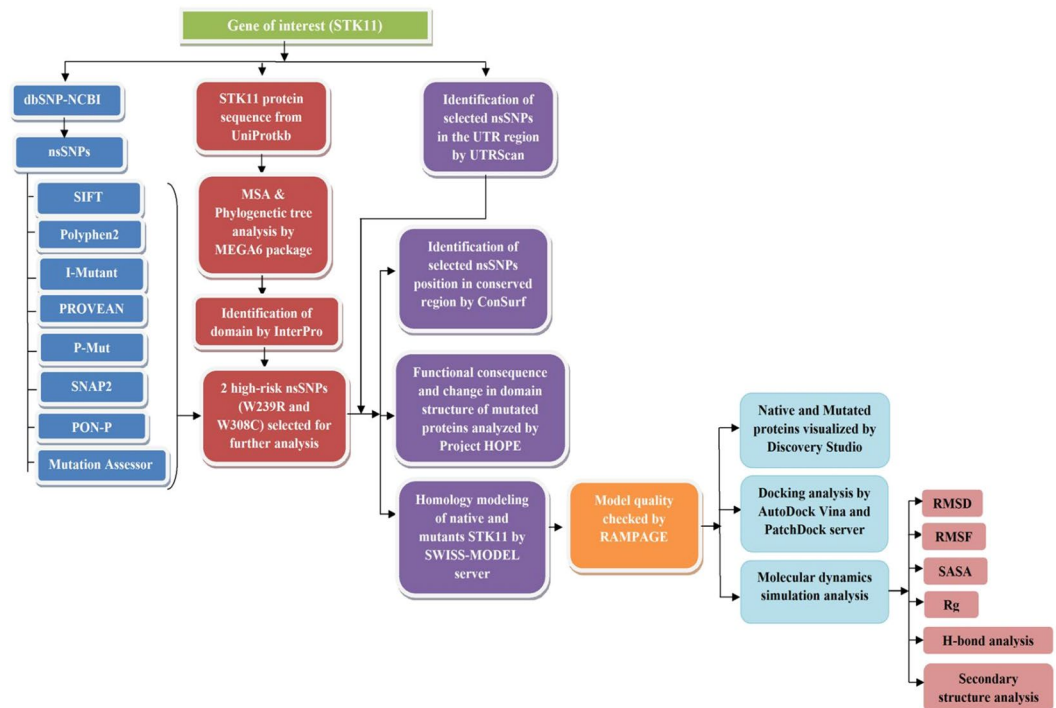 Gene of interest (STK11)
dbSNP-NCBI
nsSNPs
SIFT
Polyphen2
I-Mutant
PROVEAN
P-Mut
SNAP2
PON-P
Mutation Assessor
STK11 protein
sequence from
UniProtkb
MSA &
Phylogenetic tree
analysis by
MEGA6 package
Identification of
domain by InterPro
2 high-risk nsSNPs
(W239R and
W308C) selected for
further analysis
Identification of
selected nsSNPs
in the UTR region
by UTRScan
Identification of
selected nsSNPs
position in conserved
region by ConSurf
Functional consequence
and change in domain
structure of mutated
proteins analyzed by
Project HOPE
Homology modeling
of native and
mutants STK11 by
SWISS-MODEL
server
Model quality
checked by
RAMPAGE
Native and Mutated
proteins visualized by
Discovery Studio
Docking analysis by
AutoDock Vina and
PatchDock server
Molecular dynamics
simulation analysis
RMSD
RMSF
SASA
Rg
H-bond analysis
Secondary
structure analysis